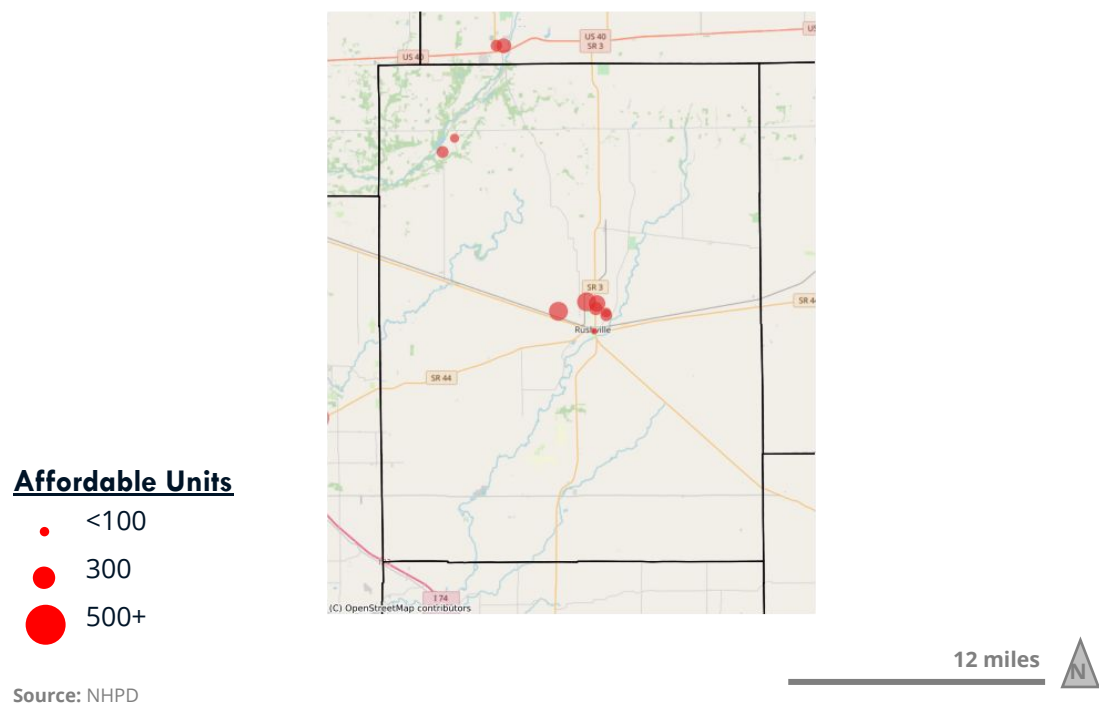 US 40
SR 3
US 40
SR 3
Rushville
SR 44
SR 44
I 74
(C) OpenStreetMap contributors
Affordable Units
<100
300
500+
12 miles
N
Source: NHPD